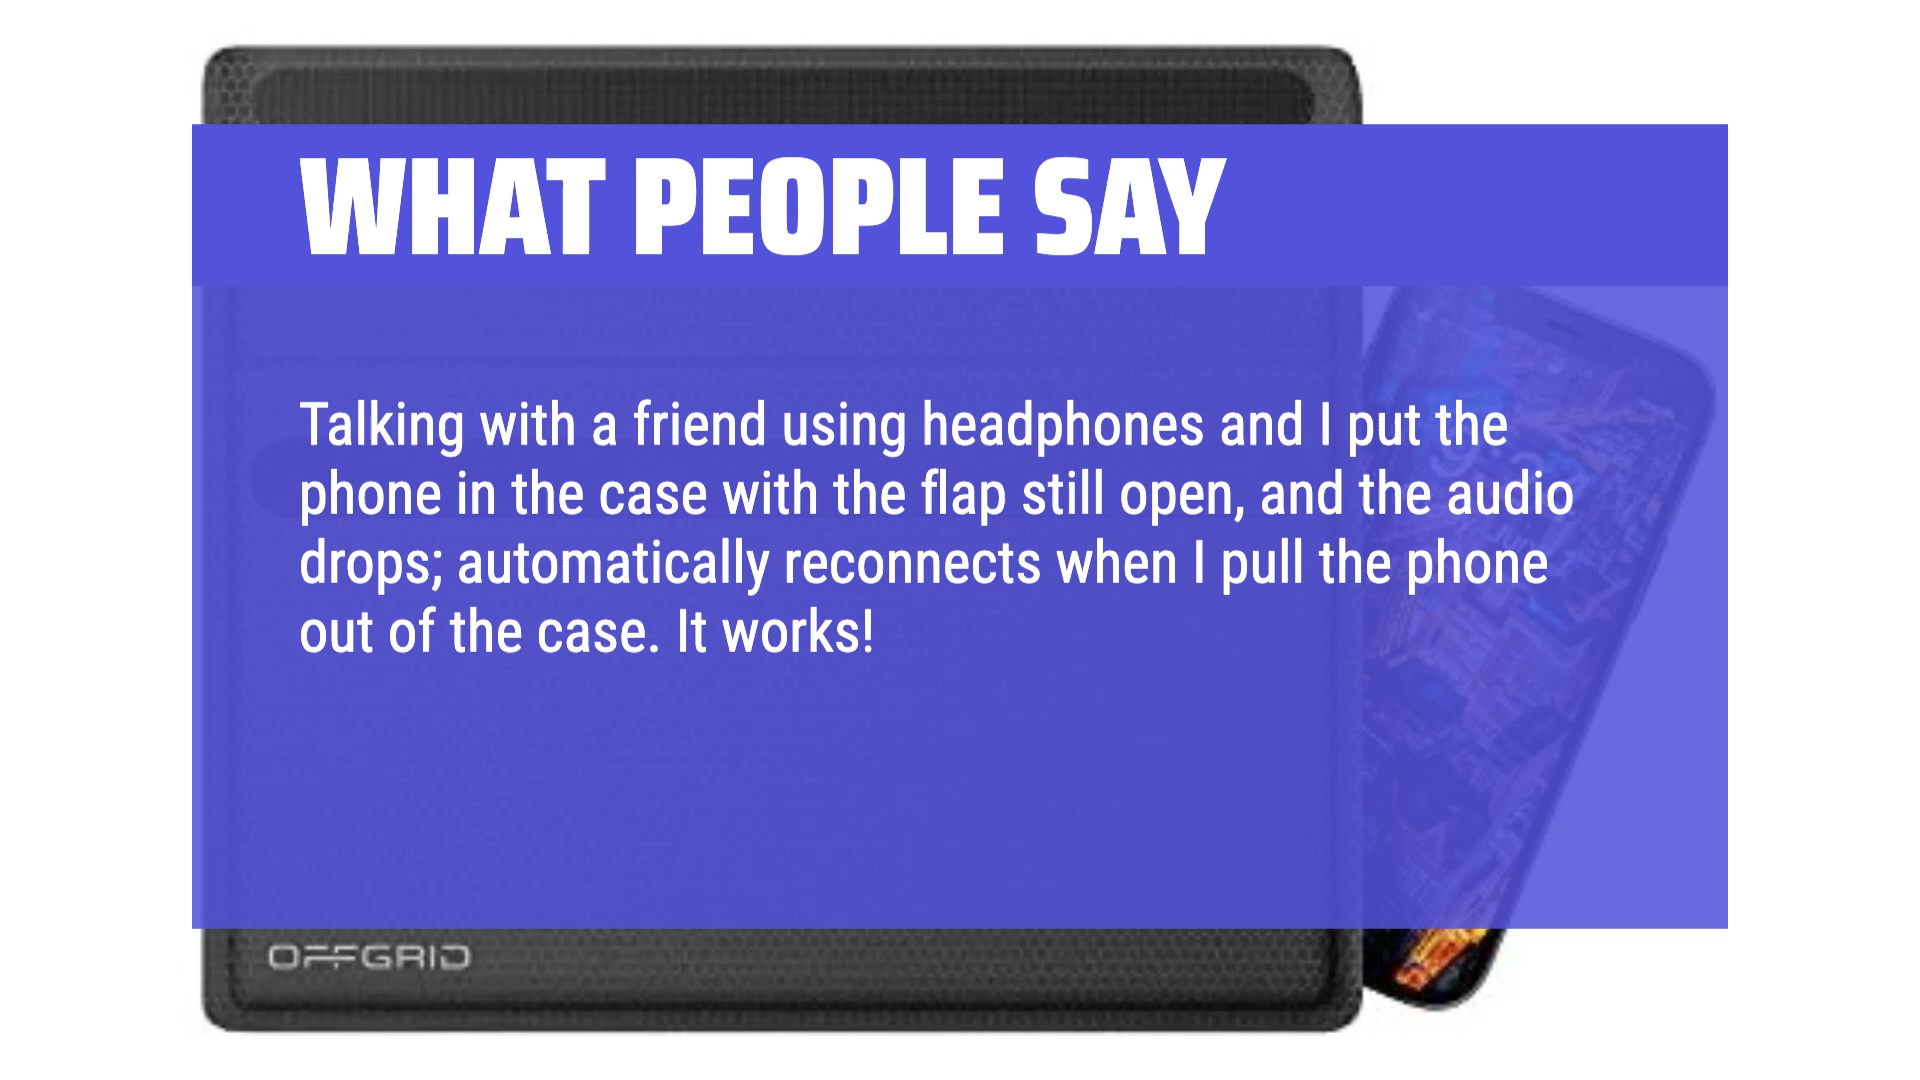 WHAT PEOPLE SAY
Talking with a friend using headphones and I put the
phone in the case with the flap still open, and the audio
drops; automatically reconnects when I pull the phone
out of the case. It works!
OFFGRID